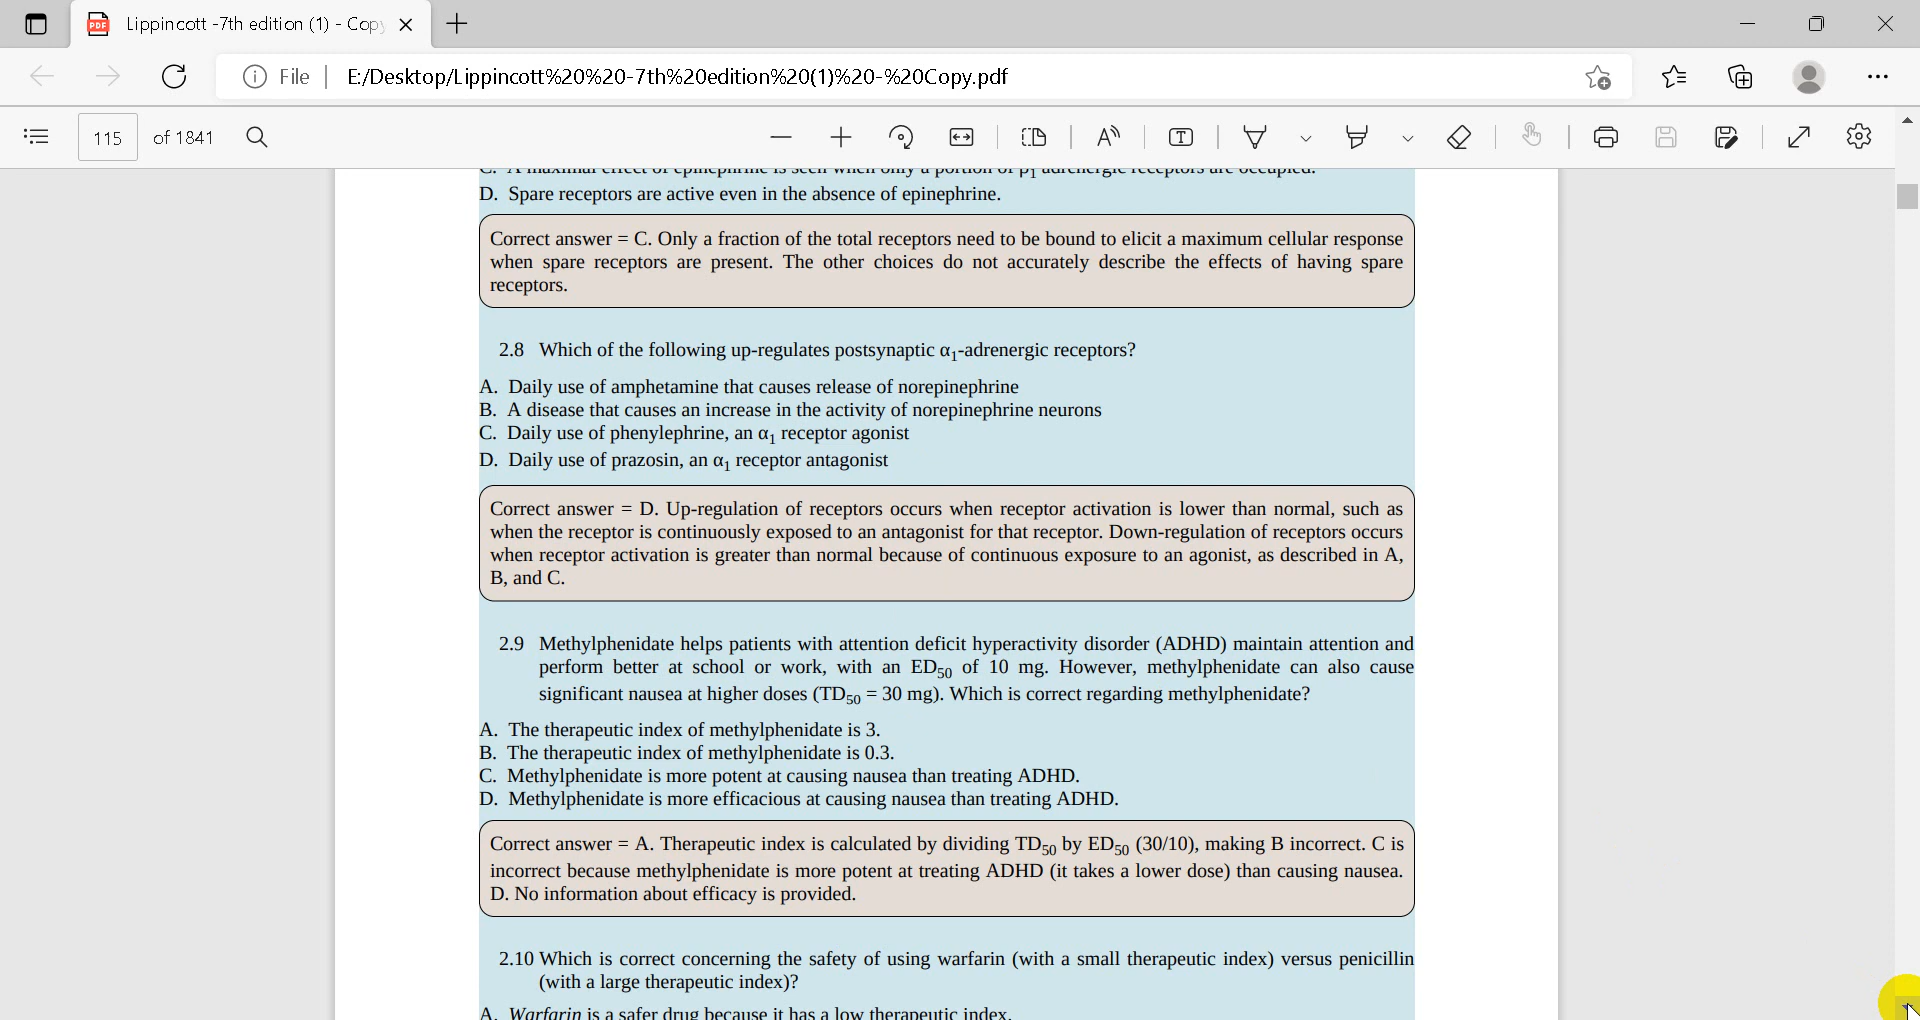 Lippincott -7th edition (1) - Copy
File
E:/Desktop/Lippincott%20%20-7th%20edition%20(1)%20-%20Copy.pdf
115 of 1841
C. A maximal effect of epinephrine is seen when only a portion of β1 adrenergic receptors are occupied.
D. Spare receptors are active even in the absence of epinephrine.
Correct answer = C. Only a fraction of the total receptors need to be bound to elicit a maximum cellular response
when spare receptors are present. The other choices do not accurately describe the effects of having spare
receptors.
2.8 Which of the following up-regulates postsynaptic α1-adrenergic receptors?
A. Daily use of amphetamine that causes release of norepinephrine
B. A disease that causes an increase in the activity of norepinephrine neurons
C. Daily use of phenylephrine, an α1 receptor agonist
D. Daily use of prazosin, an α1 receptor antagonist
Correct answer = D. Up-regulation of receptors occurs when receptor activation is lower than normal, such as
when the receptor is continuously exposed to an antagonist for that receptor. Down-regulation of receptors occurs
when receptor activation is greater than normal because of continuous exposure to an agonist, as described in A,
B, and C.
2.9 Methylphenidate helps patients with attention deficit hyperactivity disorder (ADHD) maintain attention and
perform better at school or work, with an ED50 of 10 mg. However, methylphenidate can also cause
significant nausea at higher doses (TD50 = 30 mg). Which is correct regarding methylphenidate?
A. The therapeutic index of methylphenidate is 3.
B. The therapeutic index of methylphenidate is 0.3.
C. Methylphenidate is more potent at causing nausea than treating ADHD.
D. Methylphenidate is more efficacious at causing nausea than treating ADHD.
Correct answer = A. Therapeutic index is calculated by dividing TD50 by ED50 (30/10), making B incorrect. C is
incorrect because methylphenidate is more potent at treating ADHD (it takes a lower dose) than causing nausea.
D. No information about efficacy is provided.
2.10 Which is correct concerning the safety of using warfarin (with a small therapeutic index) versus penicillin
(with a large therapeutic index)?
A. Warfarin is a safer drug because it has a low therapeutic index.